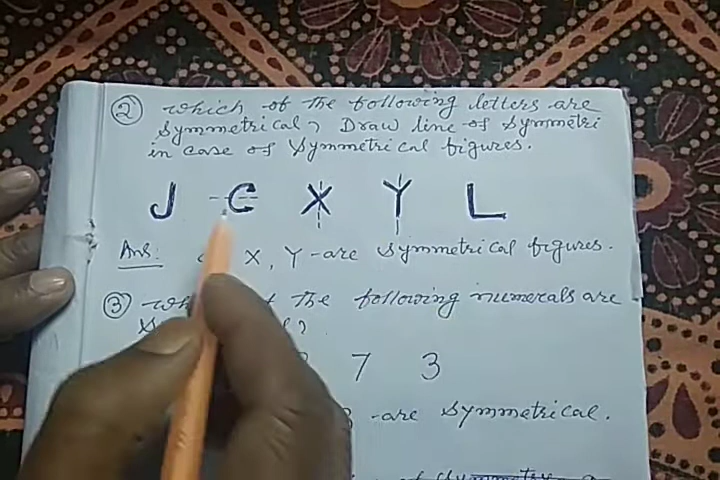 ② which of the following letters are
symmetrical? Draw line of symmetri
in case of symmetrical figures.
J C X Y L
Ans: X, Y-are symmetrical figures.
③ the following numerals are
7 3
-are symmetrical.